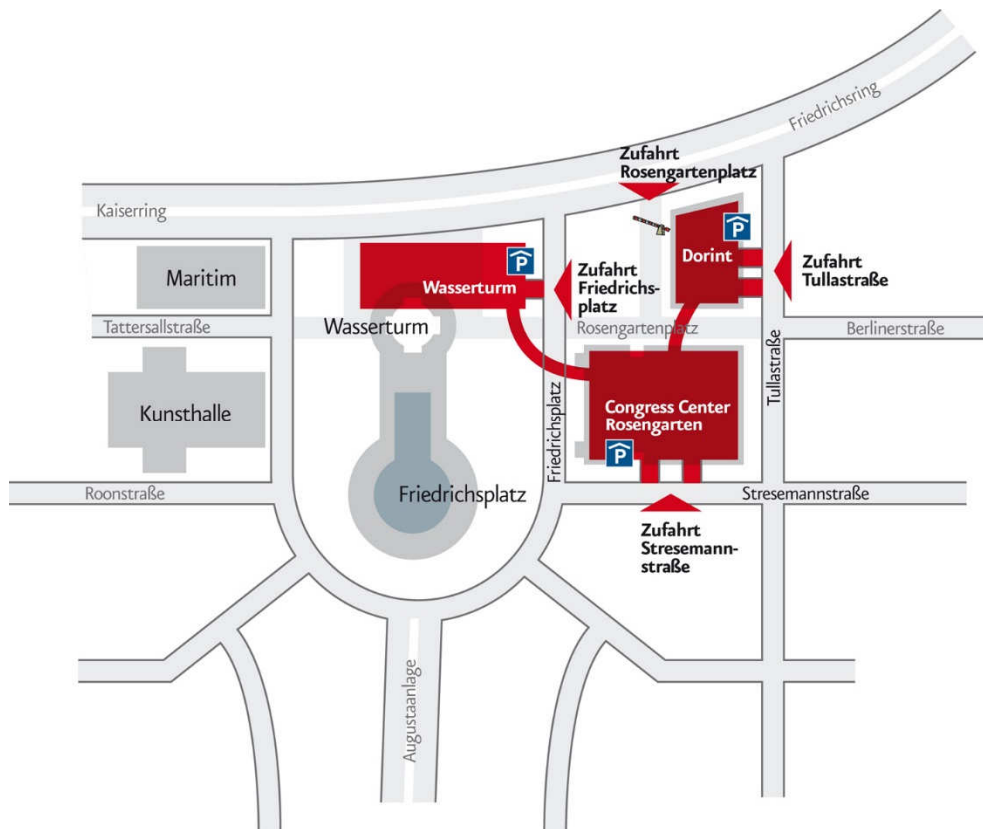 Friedrichsring
Zufahrt
Rosengartenplatz
Kaiserring
P
Maritim
P
Wasserturm
Zufahrt
Friedrichs-
platz
Dorint
Zufahrt
Tullastraße
Tattersallstraße
Wasserturm
Rosengartenplatz
Berlinerstraße
Tullastraße
Kunsthalle
Congress Center
Rosengarten
Friedrichsplatz
P
Roonstraße
Friedrichsplatz
Stresemannstraße
Zufahrt
Stresemann-
straße
Augustaanlage